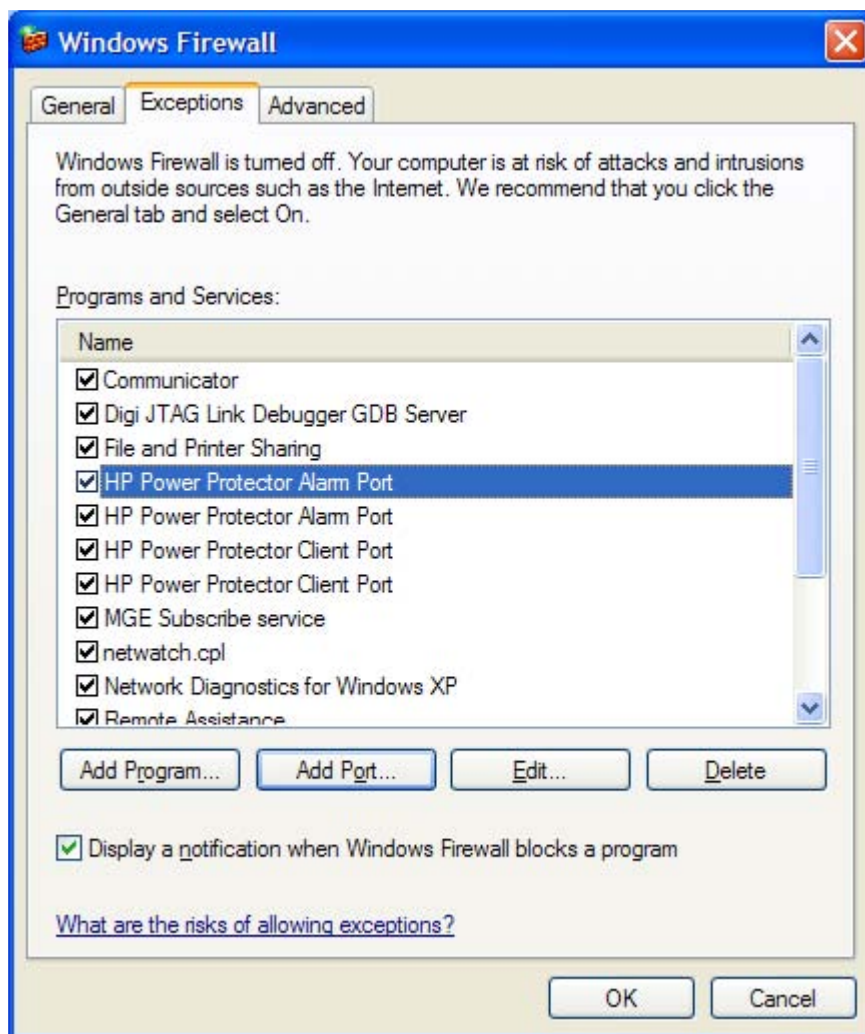 Windows Firewall
General Exceptions Advanced
Windows Firewall is turned off. Your computer is at risk of attacks and intrusions
from outside sources such as the Internet. We recommend that you click the
General tab and select On.
Programs and Services:
Name
Communicator
Digi JTAG Link Debugger GDB Server
File and Printer Sharing
HP Power Protector Alarm Port
HP Power Protector Alarm Port
HP Power Protector Client Port
HP Power Protector Client Port
MGE Subscribe service
netwatch.cpl
Network Diagnostics for Windows XP
Remote Assistance
Add Program... Add Port... Edit... Delete
Display a notification when Windows Firewall blocks a program
What are the risks of allowing exceptions?
OK Cancel